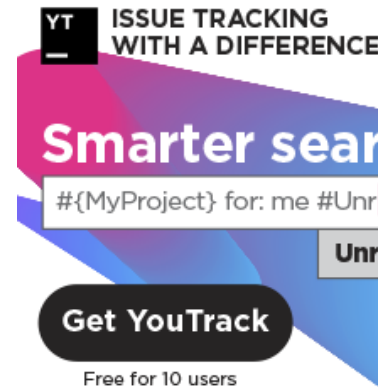 YT
ISSUE TRACKING
WITH A DIFFERENCE
Smarter sear
#{MyProject} for: me #Unr
Unr
Get YouTrack
Free for 10 users